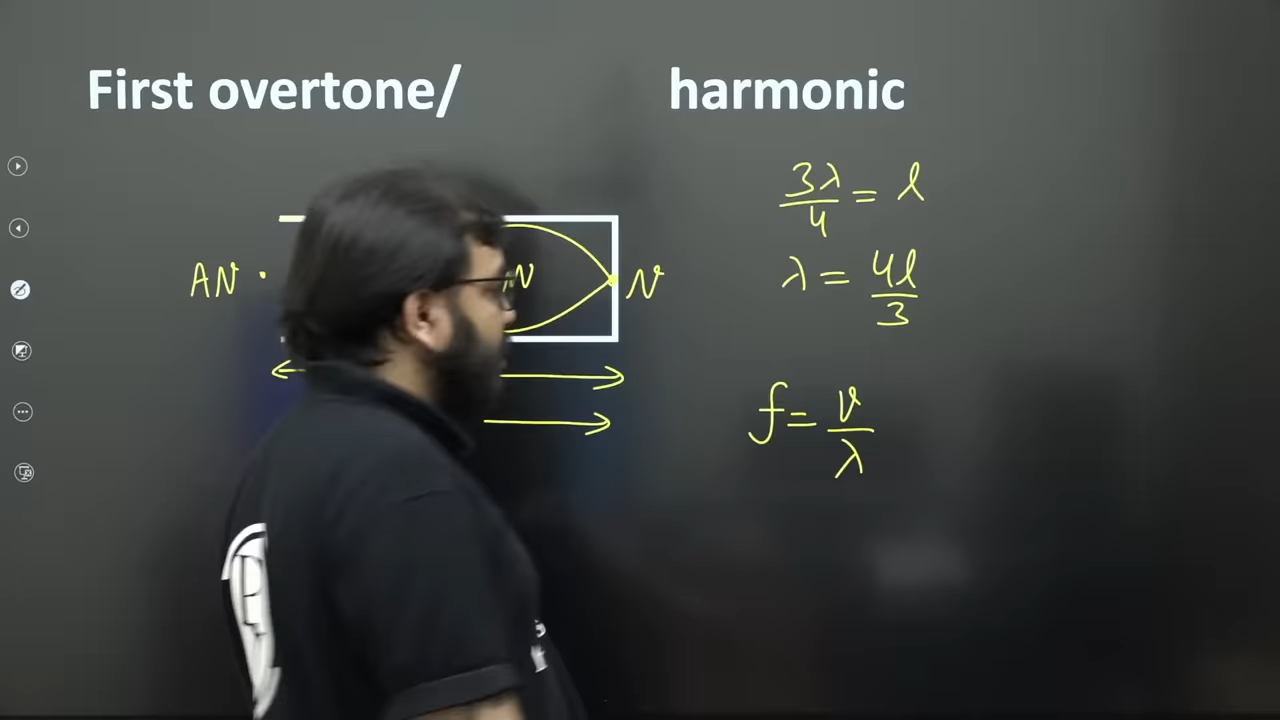 First overtone/ harmonic
3λ/4 = l
AN N N
λ = 4l/3
f = v/λ